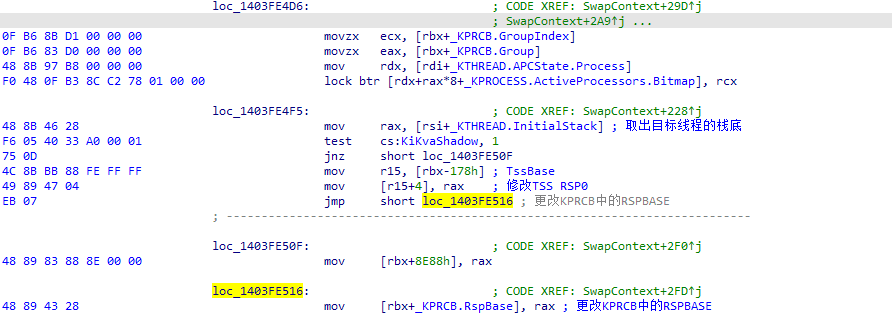 loc_1403FE4D6: ; CODE XREF: SwapContext+29D↑j
; SwapContext+2A9↑j ...
0F B6 8B D1 00 00 00 movzx ecx, [rbx+_KPRCB.GroupIndex]
0F B6 83 D0 00 00 00 movzx eax, [rbx+_KPRCB.Group]
48 8B 97 B8 00 00 00 mov rdx, [rdi+_KTHREAD.APCState.Process]
F0 48 0F B3 8C C2 78 01 00 00 lock btr [rdx+rax*8+_KPROCESS.ActiveProcessors.Bitmap], rcx
loc_1403FE4F5: ; CODE XREF: SwapContext+228↑j
48 8B 46 28 mov rax, [rsi+_KTHREAD.InitialStack] ; 取出目标线程的栈底
F6 05 40 33 A0 00 01 test cs:KiKvaShadow, 1
75 0D jnz short loc_1403FE50F
4C 8B BB 88 FE FF FF mov r15, [rbx-178h] ; TssBase
49 89 47 04 mov [r15+4], rax ; 修改TSS RSP0
EB 07 jmp short loc_1403FE516 ; 更改KPRCB中的RSPBASE
; ---------------------------------------------------------------------------
loc_1403FE50F: ; CODE XREF: SwapContext+2F0↑j
48 89 83 88 8E 00 00 mov [rbx+8E88h], rax
loc_1403FE516: ; CODE XREF: SwapContext+2FD↑j
48 89 43 28 mov [rbx+_KPRCB.RspBase], rax ; 更改KPRCB中的RSPBASE